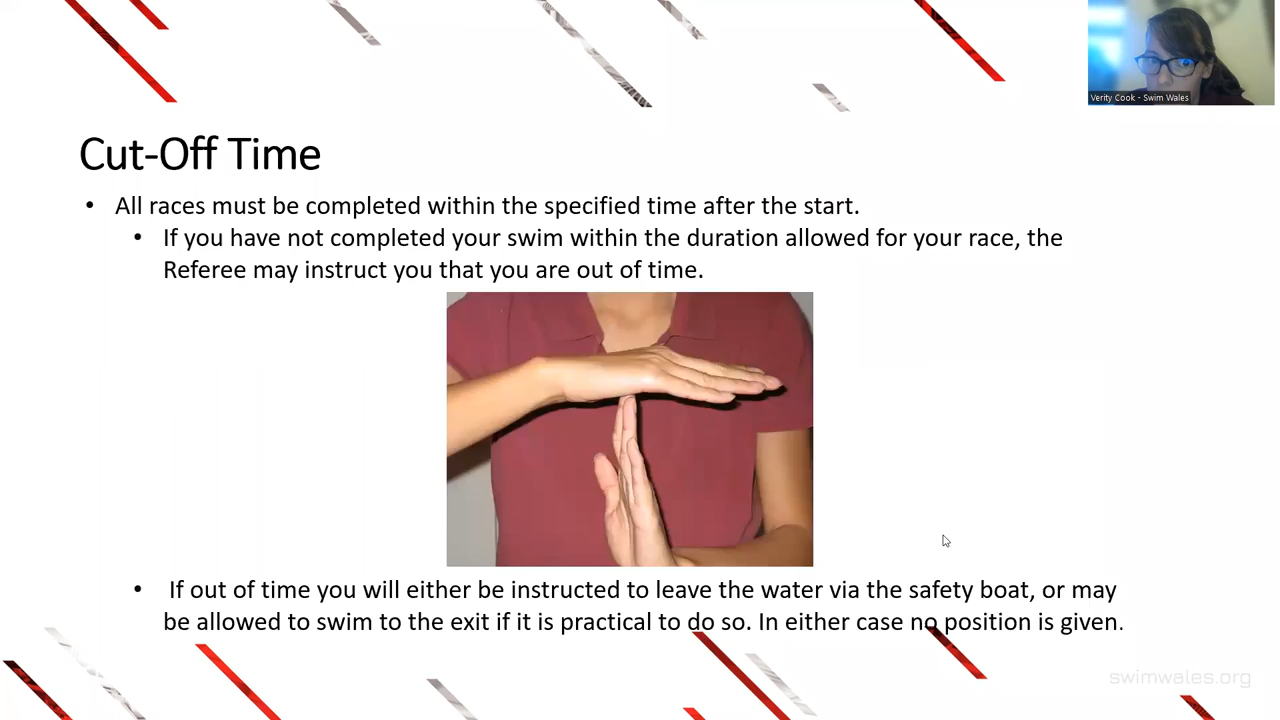 Verity Cook - Swim Wales
Cut-Off Time
• All races must be completed within the specified time after the start.
• If you have not completed your swim within the duration allowed for your race, the
Referee may instruct you that you are out of time.
• If out of time you will either be instructed to leave the water via the safety boat, or may
be allowed to swim to the exit if it is practical to do so. In either case no position is given.
swimwales.org